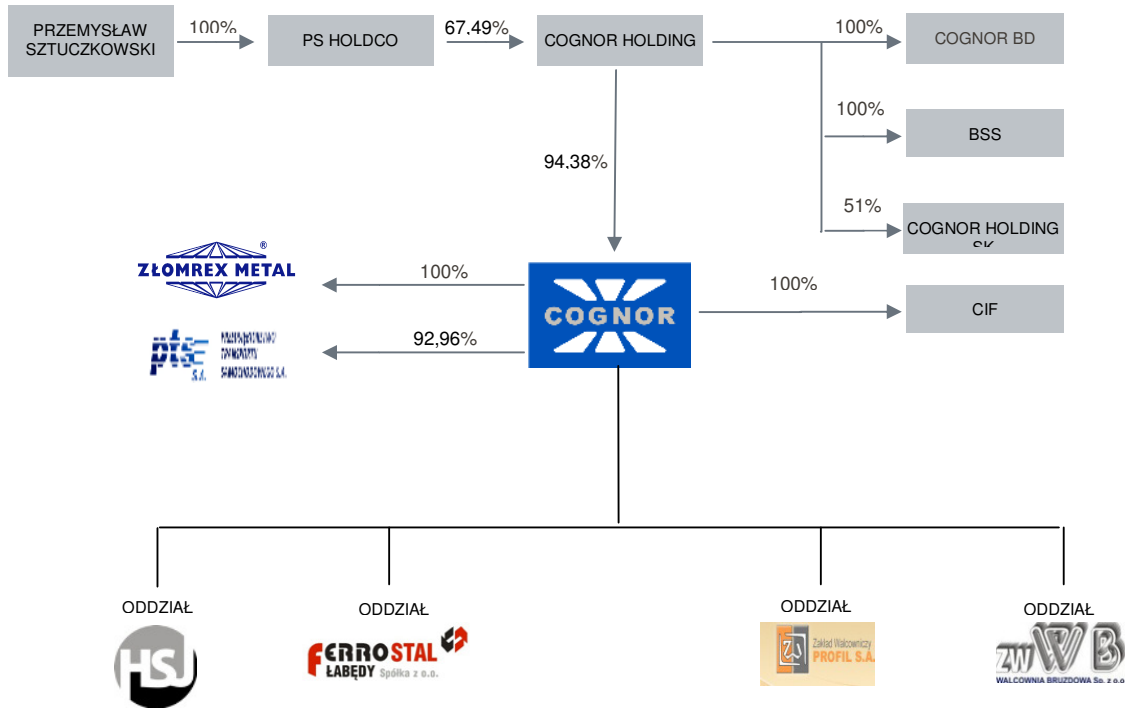 PRZEMYSŁAW
SZTUCZKOWSKI
100%
PS HOLDCO
67,49%
COGNOR HOLDING
100%
COGNOR BD
100%
BSS
94,38%
51%
COGNOR HOLDING
®
ZŁOMREX METAL
100%
COGNOR
100%
CIF
92,96%
pts
S.A.
SAMOCHODOWEGO S.A.
ODDZIAŁ
ODDZIAŁ
ODDZIAŁ
ODDZIAŁ
HSJ
FERROSTAL
ŁABĘDY Spółka z o.o.
Zakład Walcowniczy
PROFIL S.A.
ZW WB
WALCOWNIA BRUZDOWA Sp. z o.o